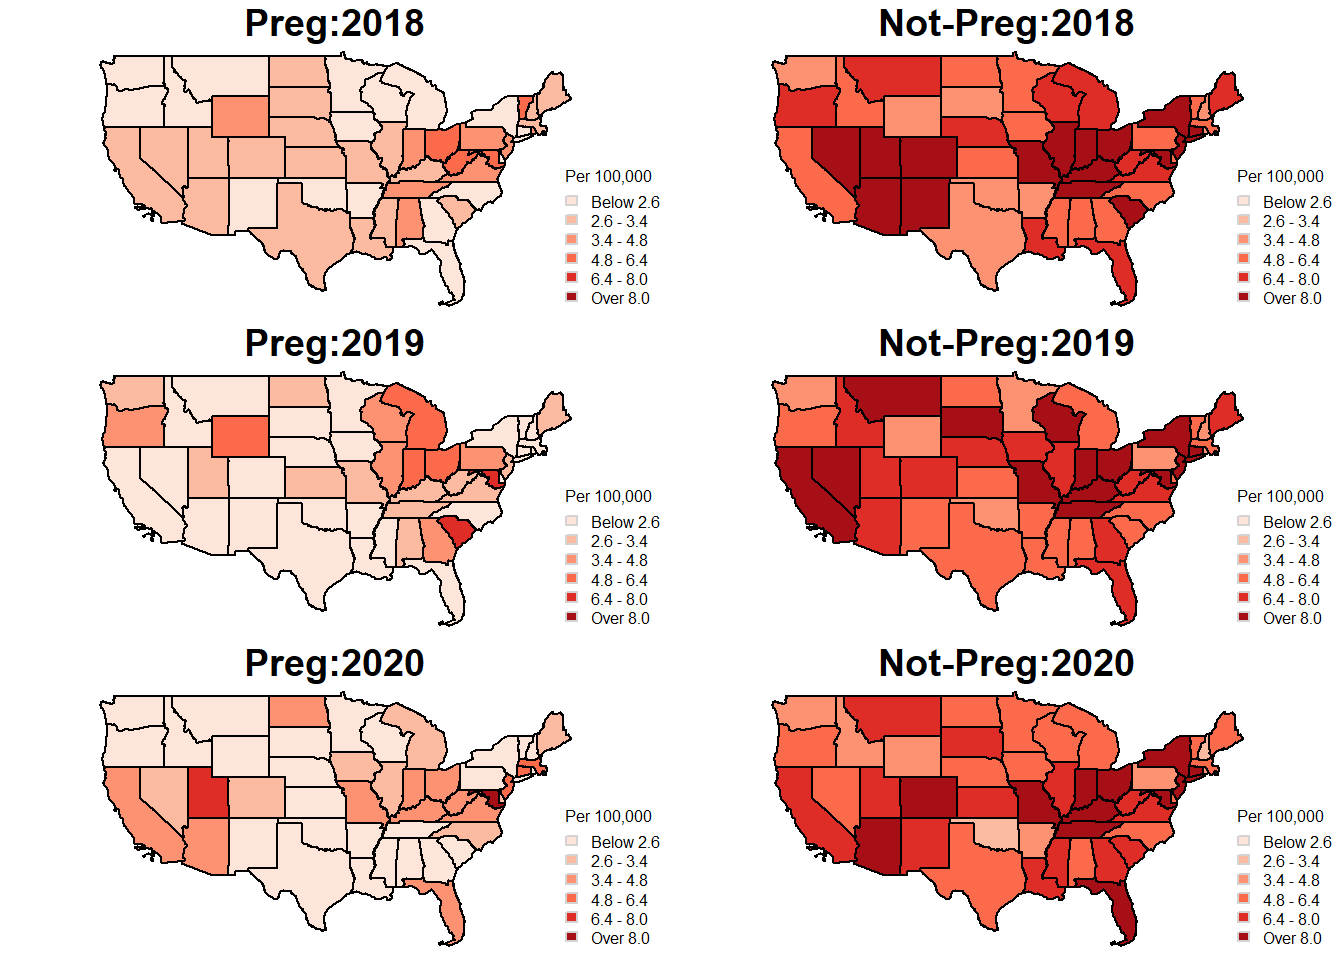 Preg:2018
Per 100,000
Below 2.6
2.6 - 3.4
3.4 - 4.8
4.8 - 6.4
6.4 - 8.0
Over 8.0
Not-Preg:2018
Per 100,000
Below 2.6
2.6 - 3.4
3.4 - 4.8
4.8 - 6.4
6.4 - 8.0
Over 8.0
Preg:2019
Per 100,000
Below 2.6
2.6 - 3.4
3.4 - 4.8
4.8 - 6.4
6.4 - 8.0
Over 8.0
Not-Preg:2019
Per 100,000
Below 2.6
2.6 - 3.4
3.4 - 4.8
4.8 - 6.4
6.4 - 8.0
Over 8.0
Preg:2020
Per 100,000
Below 2.6
2.6 - 3.4
3.4 - 4.8
4.8 - 6.4
6.4 - 8.0
Over 8.0
Not-Preg:2020
Per 100,000
Below 2.6
2.6 - 3.4
3.4 - 4.8
4.8 - 6.4
6.4 - 8.0
Over 8.0